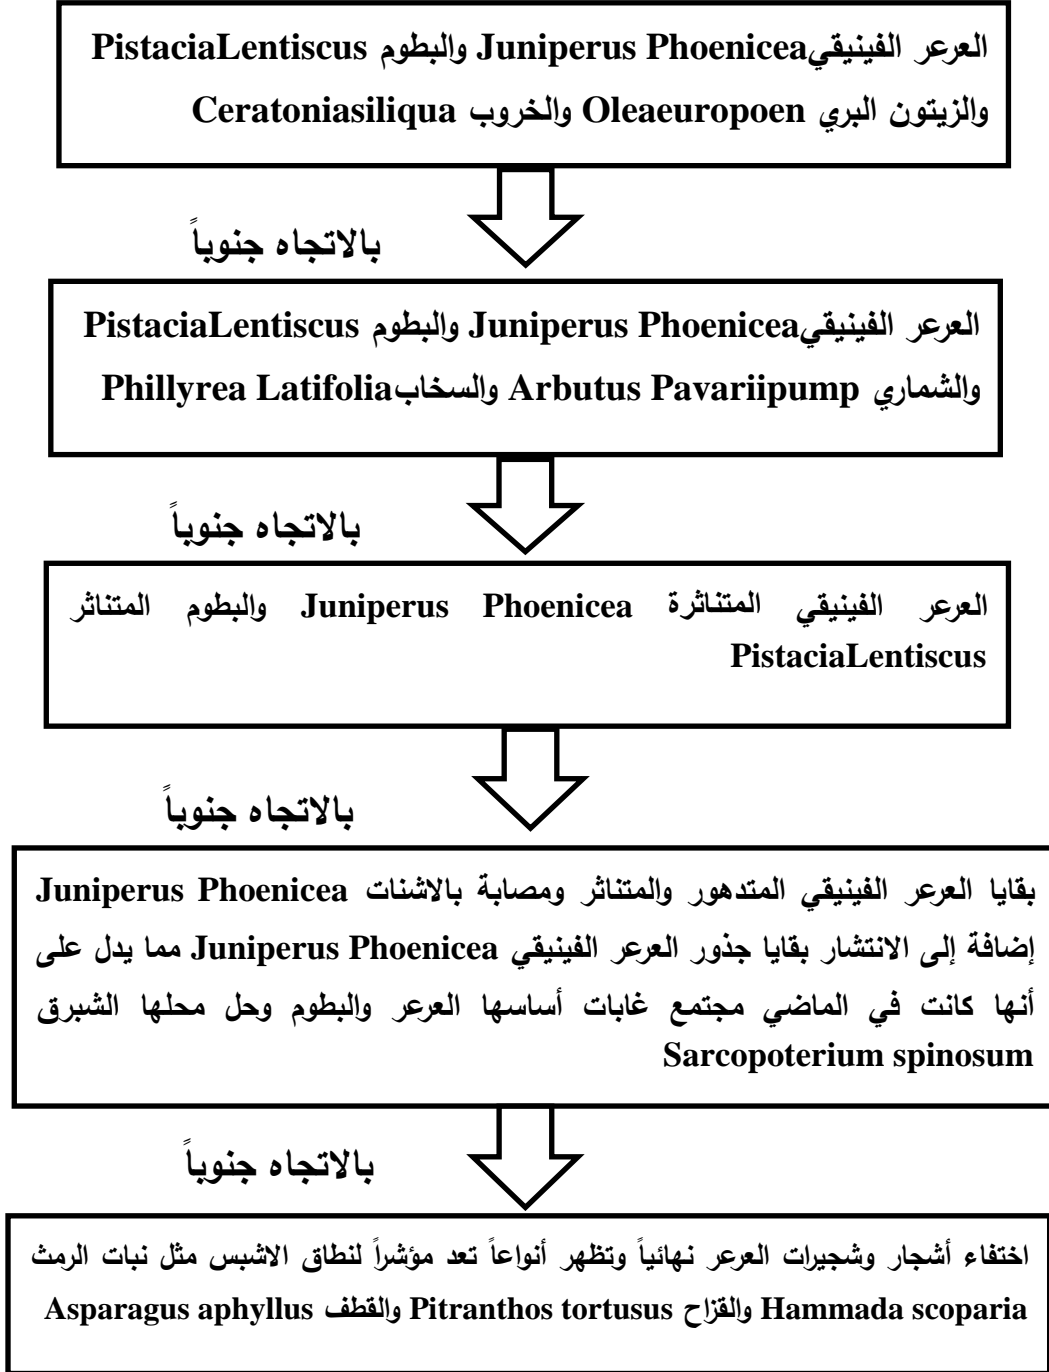 العرعر الفينيقيJuniperus Phoenicea والبطوم PistaciaLentiscus
والزيتون البري Oleaeuropoen والخروب Ceratoniasiliqua
بالاتجاه جنوباً
العرعر الفينيقيJuniperus Phoenicea والبطوم PistaciaLentiscus
والشماري Arbutus Pavariipump والسخابPhillyrea Latifolia
بالاتجاه جنوباً
العرعر الفينيقي المتناثرة Juniperus Phoenicea والبطوم المتناثر
PistaciaLentiscus
بالاتجاه جنوباً
بقايا العرعر الفينيقي المتدهور والمتناثر ومصابة بالاشنات Juniperus Phoenicea
إضافة إلى الانتشار بقايا جذور العرعر الفينيقي Juniperus Phoenicea مما يدل على
أنها كانت في الماضي مجتمع غابات أساسها العرعر والبطوم وحل محلها الشبرق
Sarcopoterium spinosum
بالاتجاه جنوباً
اختفاء أشجار وشجيرات العرعر نهائياً وتظهر أنواعاً تعد مؤشراً لنطاق الاشبس مثل نبات الرمث
Hammada scoparia والقزاح Pitranthos tortusus والقطف Asparagus aphyllus